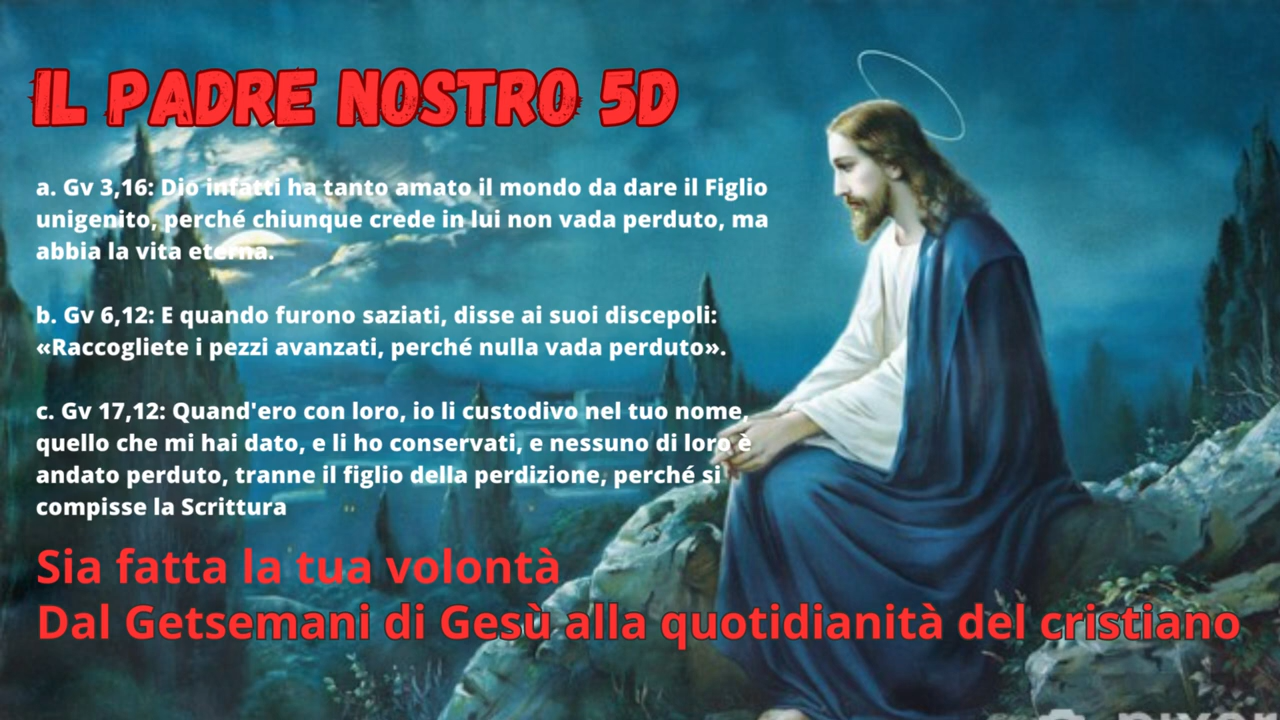 IL PADRE NOSTRO 5D
a. Gv 3,16: Dio infatti ha tanto amato il mondo da dare il Figlio
unigenito, perché chiunque crede in lui non vada perduto, ma
abbia la vita eterna.
b. Gv 6,12: E quando furono saziati, disse ai suoi discepoli:
«Raccogliete i pezzi avanzati, perché nulla vada perduto».
c. Gv 17,12: Quand'ero con loro, io li custodivo nel tuo nome,
quello che mi hai dato, e li ho conservati, e nessuno di loro è
andato perduto, tranne il figlio della perdizione, perché si
compisse la Scrittura
Sia fatta la tua volontà
Dal Getsemani di Gesù alla quotidianità del cristiano